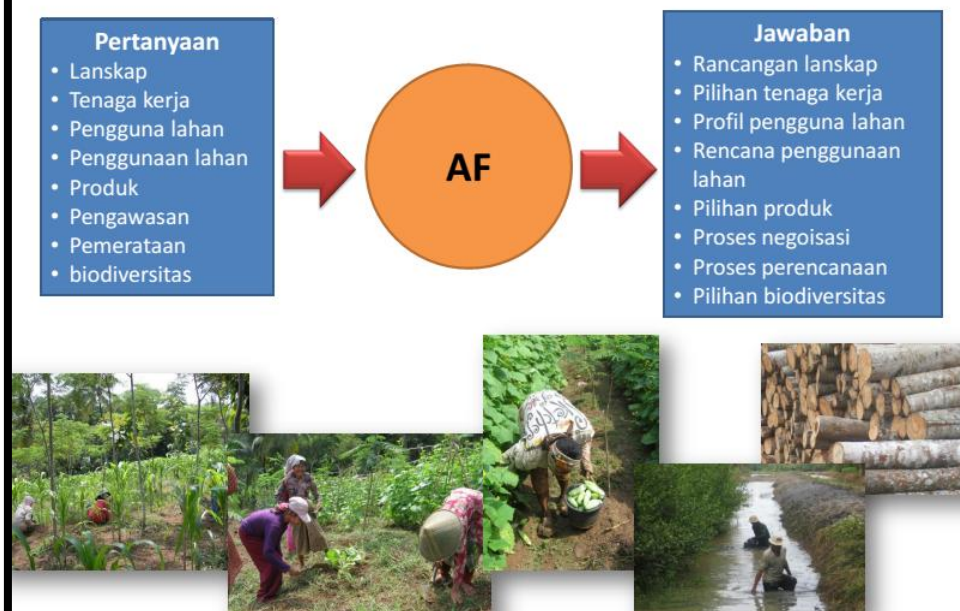 Pertanyaan
• Lanskap
• Tenaga kerja
• Pengguna lahan
• Penggunaan lahan
• Produk
• Pengawasan
• Pemerataan
• biodiversitas
AF
Jawaban
• Rancangan lanskap
• Pilihan tenaga kerja
• Profil pengguna lahan
• Rencana penggunaan
lahan
• Pilihan produk
• Proses negoisasi
• Proses perencanaan
• Pilihan biodiversitas